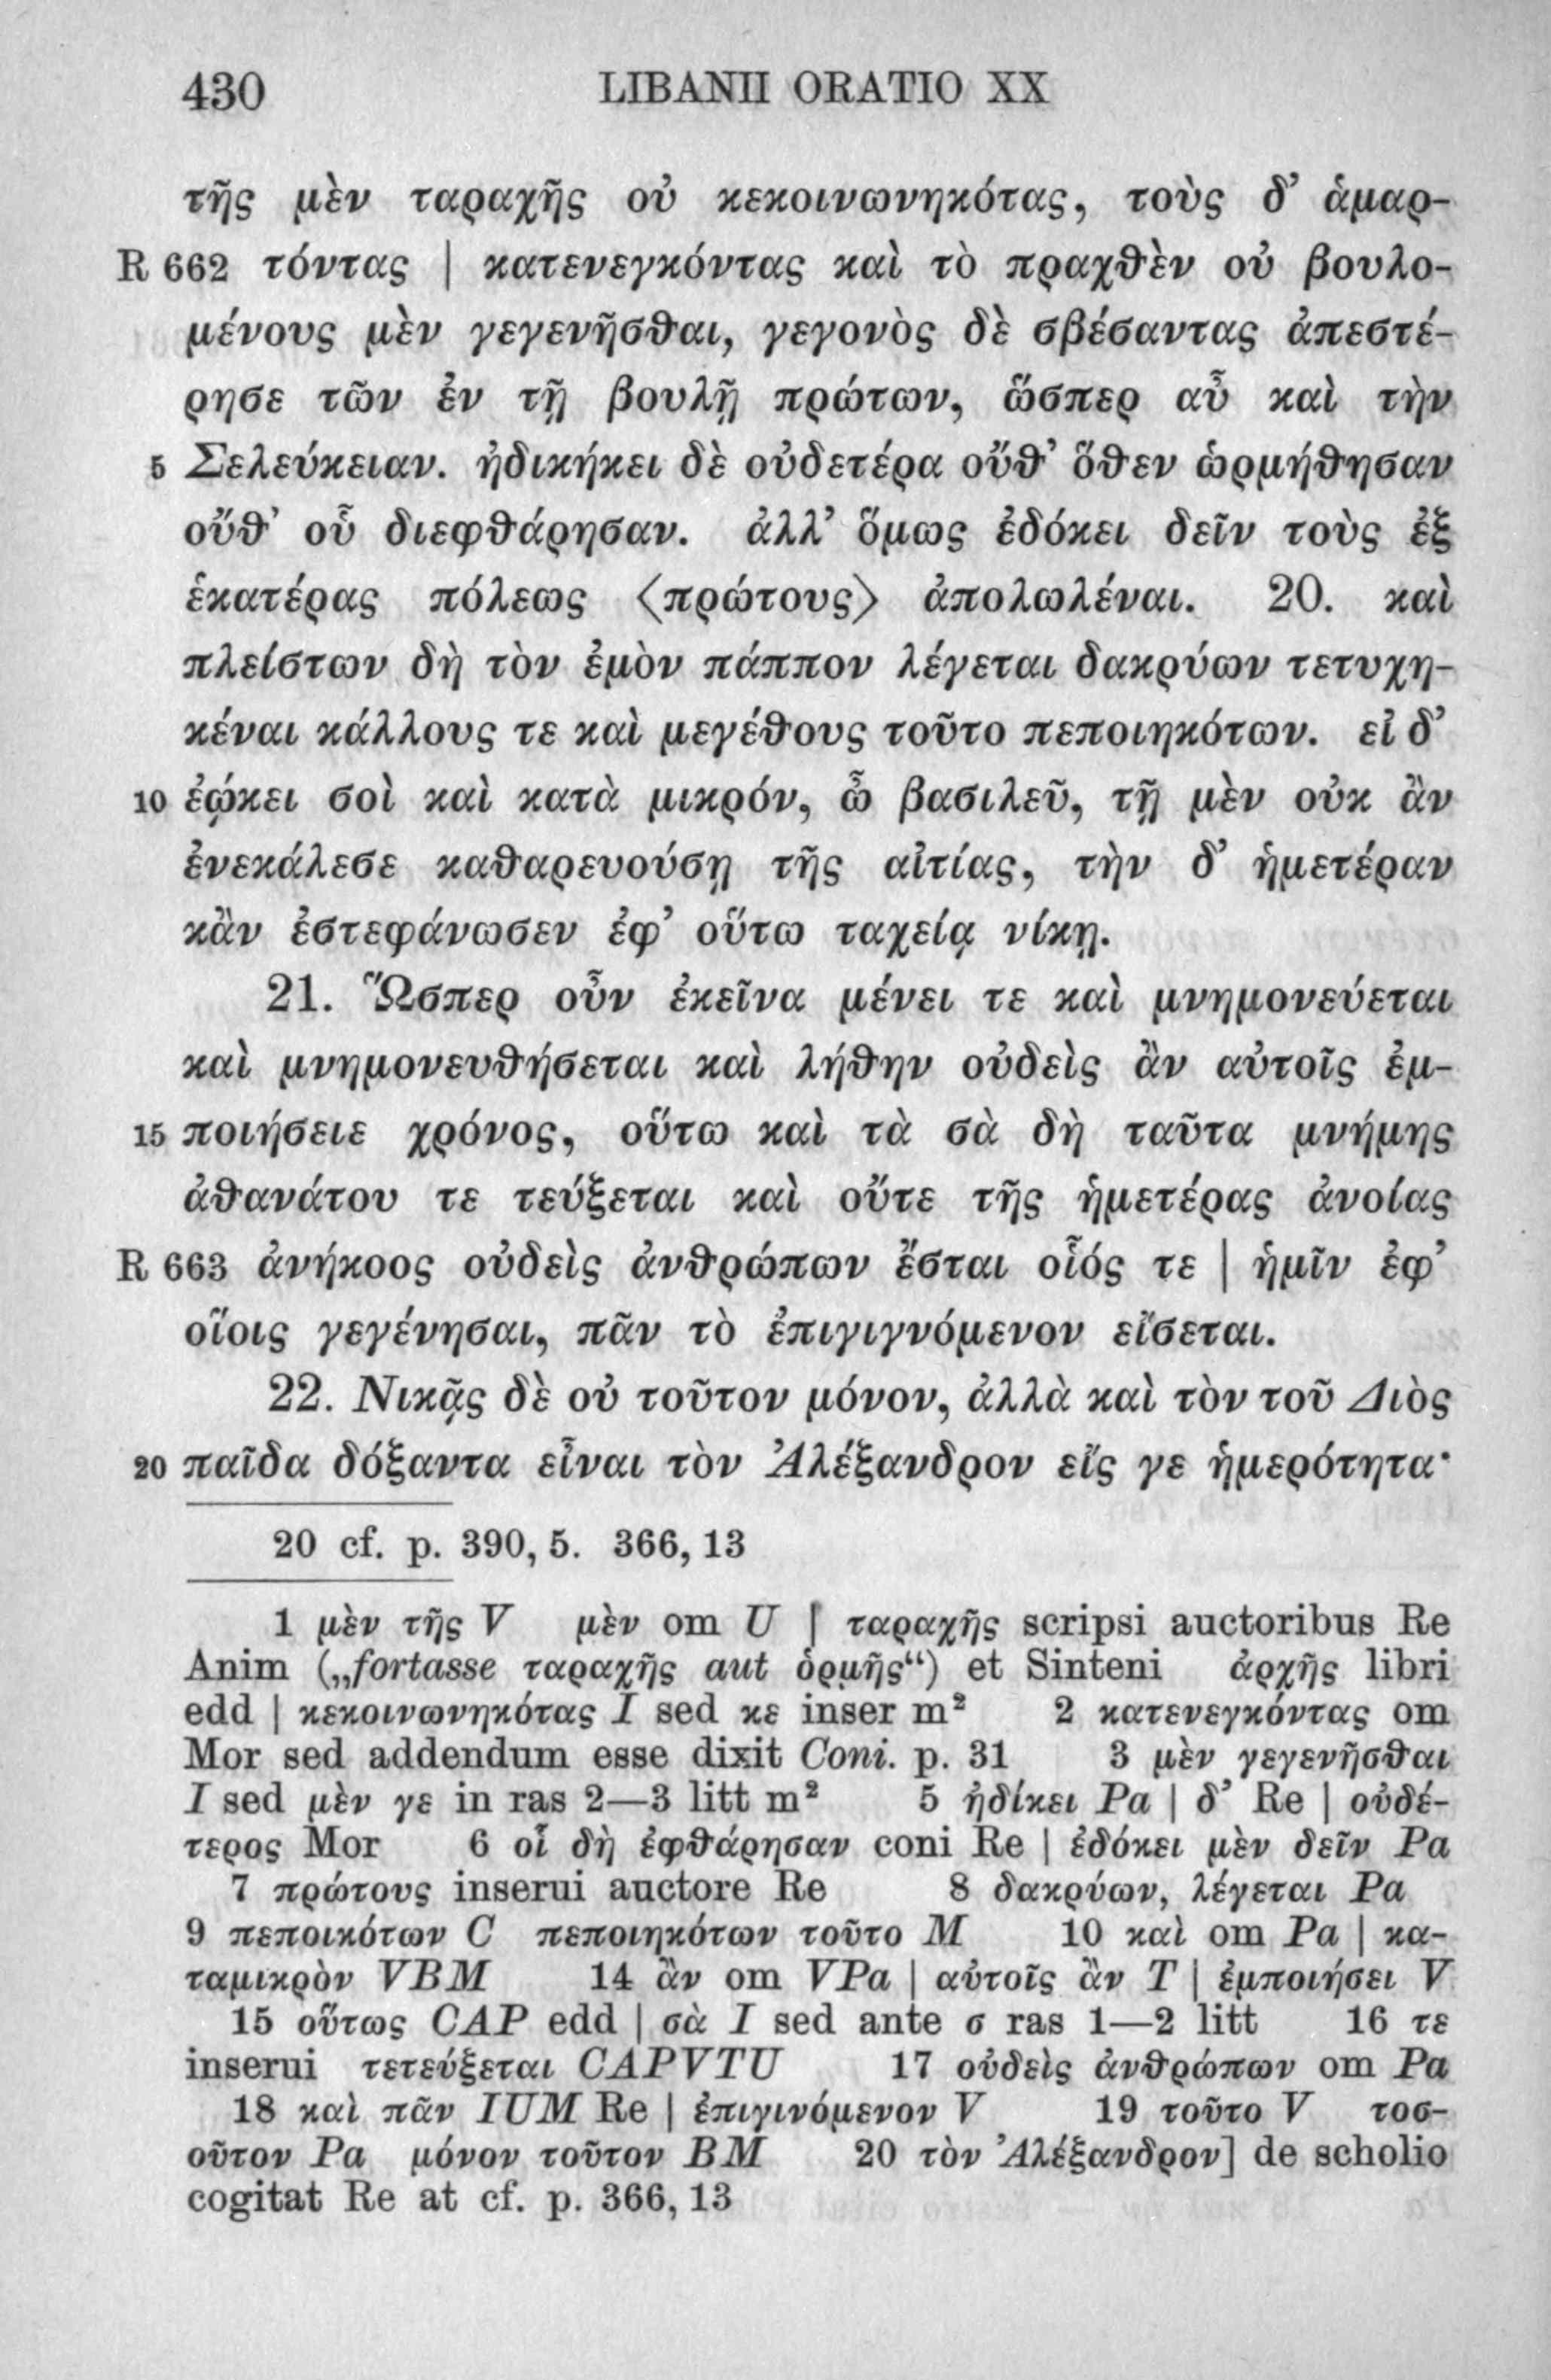 430 LIBANII ORATIO XX
τῆς μὲν ταραχῆς οὐ κεκοινωνηκότας, τοὺς δ’ ἁμαρ-
R 662 τόντας | κατενεγκόντας καὶ τὸ πραχθὲν οὐ βουλο-
μένους μὲν γεγενῆσθαι, γεγονὸς δὲ σβέσαντας ἀπεστέ-
ρησε τῶν ἐν τῇ βουλῇ πρώτων, ὥσπερ αὖ καὶ τὴν
5 Σελεύκειαν. ἠδικήκει δὲ οὐδετέρα οὔθ’ ὅθεν ὡρμήθησαν
οὔθ’ οὗ διεφθάρησαν. ἀλλ’ ὅμως ἐδόκει δεῖν τοὺς ἐξ
ἑκατέρας πόλεως ⟨πρώτους⟩ ἀπολωλέναι. 20. καὶ
πλείστων δὴ τὸν ἐμὸν πάππον λέγεται δακρύων τετυχη-
κέναι κάλλους τε καὶ μεγέθους τοῦτο πεποιηκότων. εἰ δ’
10 ἐῴκει σοὶ καὶ κατὰ μικρόν, ὦ βασιλεῦ, τῇ μὲν οὐκ ἂν
ἐνεκάλεσε καθαρευούσῃ τῆς αἰτίας, τὴν δ’ ἡμετέραν
κἂν ἐστεφάνωσεν ἐφ’ οὕτω ταχείᾳ νίκῃ.
21. Ὥσπερ οὖν ἐκεῖνα μένει τε καὶ μνημονεύεται
καὶ μνημονευθήσεται καὶ λήθην οὐδεὶς ἂν αὐτοῖς ἐμ-
15 ποιήσειε χρόνος, οὕτω καὶ τὰ σὰ δὴ ταῦτα μνήμης
ἀθανάτου τε τεύξεται καὶ οὔτε τῆς ἡμετέρας ἀνοίας
R 663 ἀνήκοος οὐδεὶς ἀνθρώπων ἔσται οἷός τε | ἡμῖν ἐφ’
οἵοις γεγένησαι, πᾶν τὸ ἐπιγιγνόμενον εἴσεται.
22. Νικᾷς δὲ οὐ τοῦτον μόνον, ἀλλὰ καὶ τὸν τοῦ Διὸς
20 παῖδα δόξαντα εἶναι τὸν Ἀλέξανδρον εἴς γε ἡμερότητα·
20 cf. p. 390, 5. 366, 13
1 μὲν τῆς V μὲν om U | ταραχῆς scripsi auctoribus Re
Anim („fortasse ταραχῆς aut ὁρμῆς“) et Sinteni ἀρχῆς libri
edd | κεκοινωνηκότας I sed κε inser m² 2 κατενεγκόντας om
Mor sed addendum esse dixit Coni. p. 31 3 μὲν γεγενῆσθαι
I sed μὲν γε in ras 2—3 litt m² 5 ἠδίκει Pa | δ’ Re | οὐδέ-
τερος Mor 6 οἳ δὴ ἐφθάρησαν coni Re | ἐδόκει μὲν δεῖν Pa
7 πρώτους inserui auctore Re 8 δακρύων, λέγεται Pa
9 πεποικότων C πεποιηκότων τοῦτο M 10 καὶ om Pa | κα-
ταμικρὸν VBM 14 ἂν om VPa | αὐτοῖς ἂν T | ἐμποιήσει V
15 οὕτως CAP edd | σὰ I sed ante σ ras 1—2 litt 16 τε
inserui τετεύξεται CAPVTU 17 οὐδεὶς ἀνθρώπων om Pa
18 καὶ πᾶν IUM Re | ἐπιγινόμενον V 19 τοῦτο V τοσ-
οῦτον Pa μόνον τοῦτον BM 20 τὸν Ἀλέξανδρον] de scholio
cogitat Re at cf. p. 366, 13